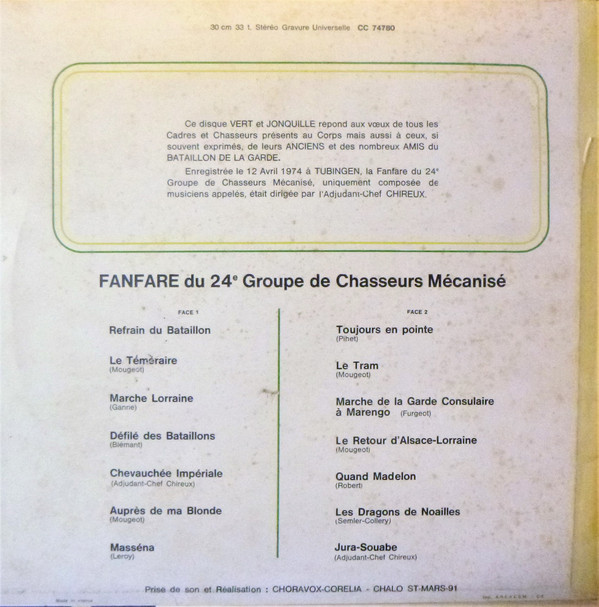 30 cm 33 t. Stéréo Gravure Universelle CC 74780
Ce disque VERT et JONQUILLE repond aux vœux de tous les
Cadres et Chasseurs présents au Corps mais aussi à ceux, si
souvent exprimés, de leurs ANCIENS et des nombreux AMIS du
BATAILLON DE LA GARDE.
Enregistrée le 12 Avril 1974 à TUBINGEN, la Fanfare du 24e
Groupe de Chasseurs Mécanisé, uniquement composée de
musiciens appelés, était dirigée par l'Adjudant-Chef CHIREUX.
FANFARE du 24e Groupe de Chasseurs Mécanisé
FACE 1
Refrain du Bataillon
Le Téméraire
(Mougeot)
Marche Lorraine
(Ganne)
Défilé des Bataillons
(Blémant)
Chevauchée Impériale
(Adjudant-Chef Chireux)
Auprès de ma Blonde
(Mougeot)
Masséna
(Leroy)
FACE 2
Toujours en pointe
(Pihet)
Le Tram
(Mougeot)
Marche de la Garde Consulaire
à Marengo (Furgeot)
Le Retour d'Alsace-Lorraine
(Mougeot)
Quand Madelon
(Robert)
Les Dragons de Noailles
(Semler-Collery)
Jura-Souabe
(Adjudant-Chef Chireux)
Prise de son et Réalisation : CHORAVOX-CORELIA - CHALO ST-MARS-91
Made in France